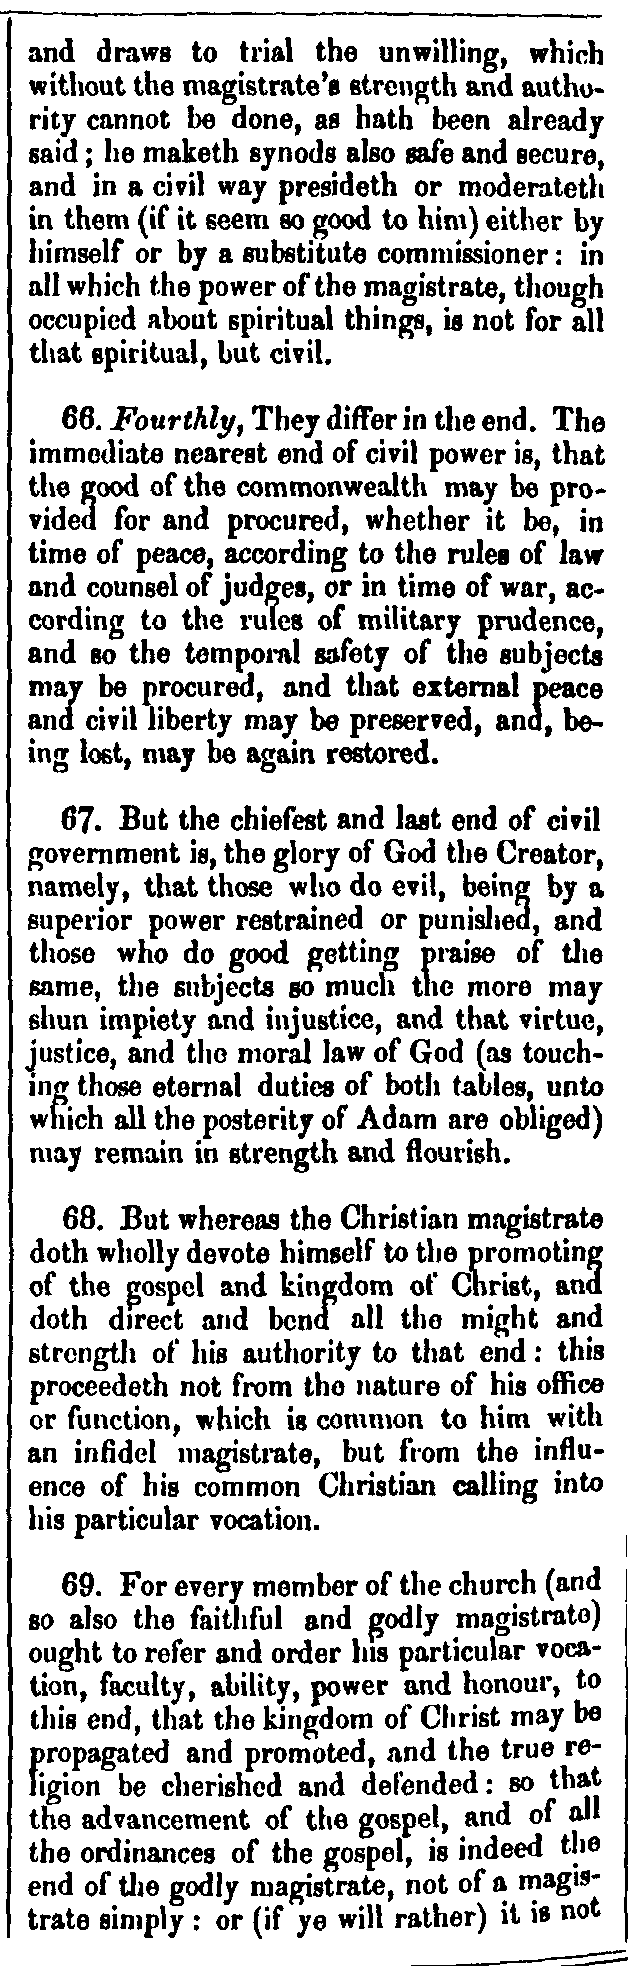 and draws to trial the unwilling, which
without the magistrate's strength and autho-
rity cannot be done, as hath been already
said; he maketh synods also safe and secure,
and in a civil way presideth or moderateth
in them (if it seem so good to him) either by
himself or by a substitute commissioner: in
all which the power of the magistrate, though
occupied about spiritual things, is not for all
that spiritual, but civil.
66. Fourthly, They differ in the end. The
immediate nearest end of civil power is, that
the good of the commonwealth may be pro-
vided for and procured, whether it be, in
time of peace, according to the rules of law
and counsel of judges, or in time of war, ac-
cording to the rules of military prudence,
and so the temporal safety of the subjects
may be procured, and that external peace
and civil liberty may be preserved, and, be-
ing lost, may be again restored.
67. But the chiefest and last end of civil
government is, the glory of God the Creator,
namely, that those who do evil, being by a
superior power restrained or punished, and
those who do good getting praise of the
same, the subjects so much the more may
shun impiety and injustice, and that virtue,
justice, and the moral law of God (as touch-
ing those eternal duties of both tables, unto
which all the posterity of Adam are obliged)
may remain in strength and flourish.
68. But whereas the Christian magistrate
doth wholly devote himself to the promoting
of the gospel and kingdom of Christ, and
doth direct and bend all the might and
strength of his authority to that end: this
proceedeth not from the nature of his office
or function, which is common to him with
an infidel magistrate, but from the influ-
ence of his common Christian calling into
his particular vocation.
69. For every member of the church (and
so also the faithful and godly magistrate)
ought to refer and order his particular voca-
tion, faculty, ability, power and honour, to
this end, that the kingdom of Christ may be
propagated and promoted, and the true re-
ligion be cherished and defended: so that
the advancement of the gospel, and of all
the ordinances of the gospel, is indeed the
end of the godly magistrate, not of a magis-
trate simply: or (if ye will rather) it is not